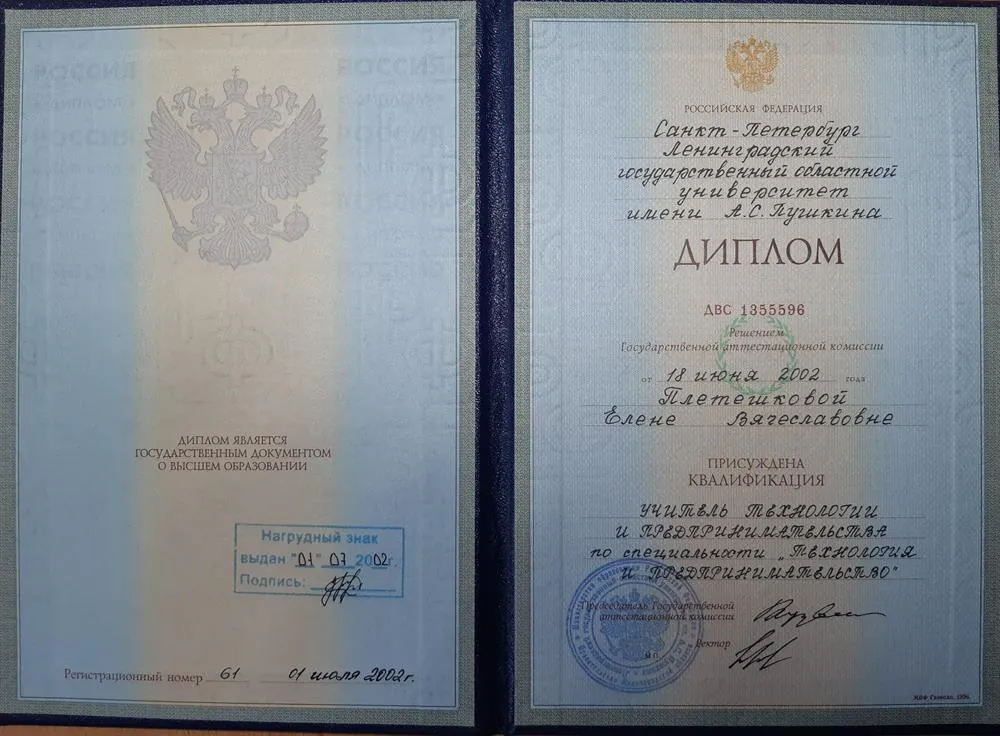 ДИПЛОМ ЯВЛЯЕТСЯ
ГОСУДАРСТВЕННЫМ ДОКУМЕНТОМ
О ВЫСШЕМ ОБРАЗОВАНИИ
Нагрудный знак
выдан "01" 07 2002г.
Подпись:
Регистрационный номер 61 01 июля 2002г.
РОССИЙСКАЯ ФЕДЕРАЦИЯ
Санкт-Петербург
Ленинградский
государственный областной
университет
имени А.С.Пушкина
ДИПЛОМ
ДВС 1355596
Решением
Государственной аттестационной комиссии
от 18 июня 2002 года
Плетешковой
Елене Вячеславовне
ПРИСУЖДЕНА
КВАЛИФИКАЦИЯ
УЧИТЕЛЬ ТЕХНОЛОГИИ
И ПРЕДПРИНИМАТЕЛЬСТВА
по специальности „ТЕХНОЛОГИЯ
И ПРЕДПРИНИМАТЕЛЬСТВО"
Председатель Государственной
аттестационной комиссии
Ректор
М.П.